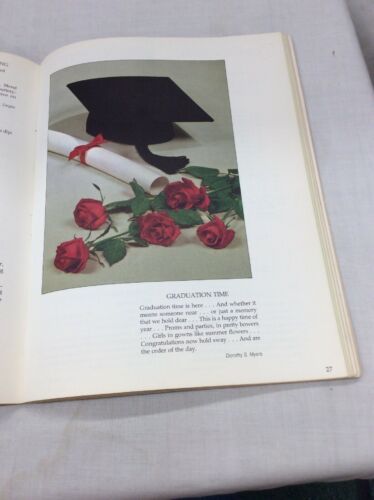 NG
GRADUATION TIME
Graduation time is here . . . And whether it
means someone near . . . or just a memory
that we hold dear . . . This is a happy time of
year . . . Proms and parties, in pretty bowers
. . . Girls in gowns like summer flowers . . .
Congratulations now hold sway . . . And are
the order of the day.
Dorothy S. Myers
27